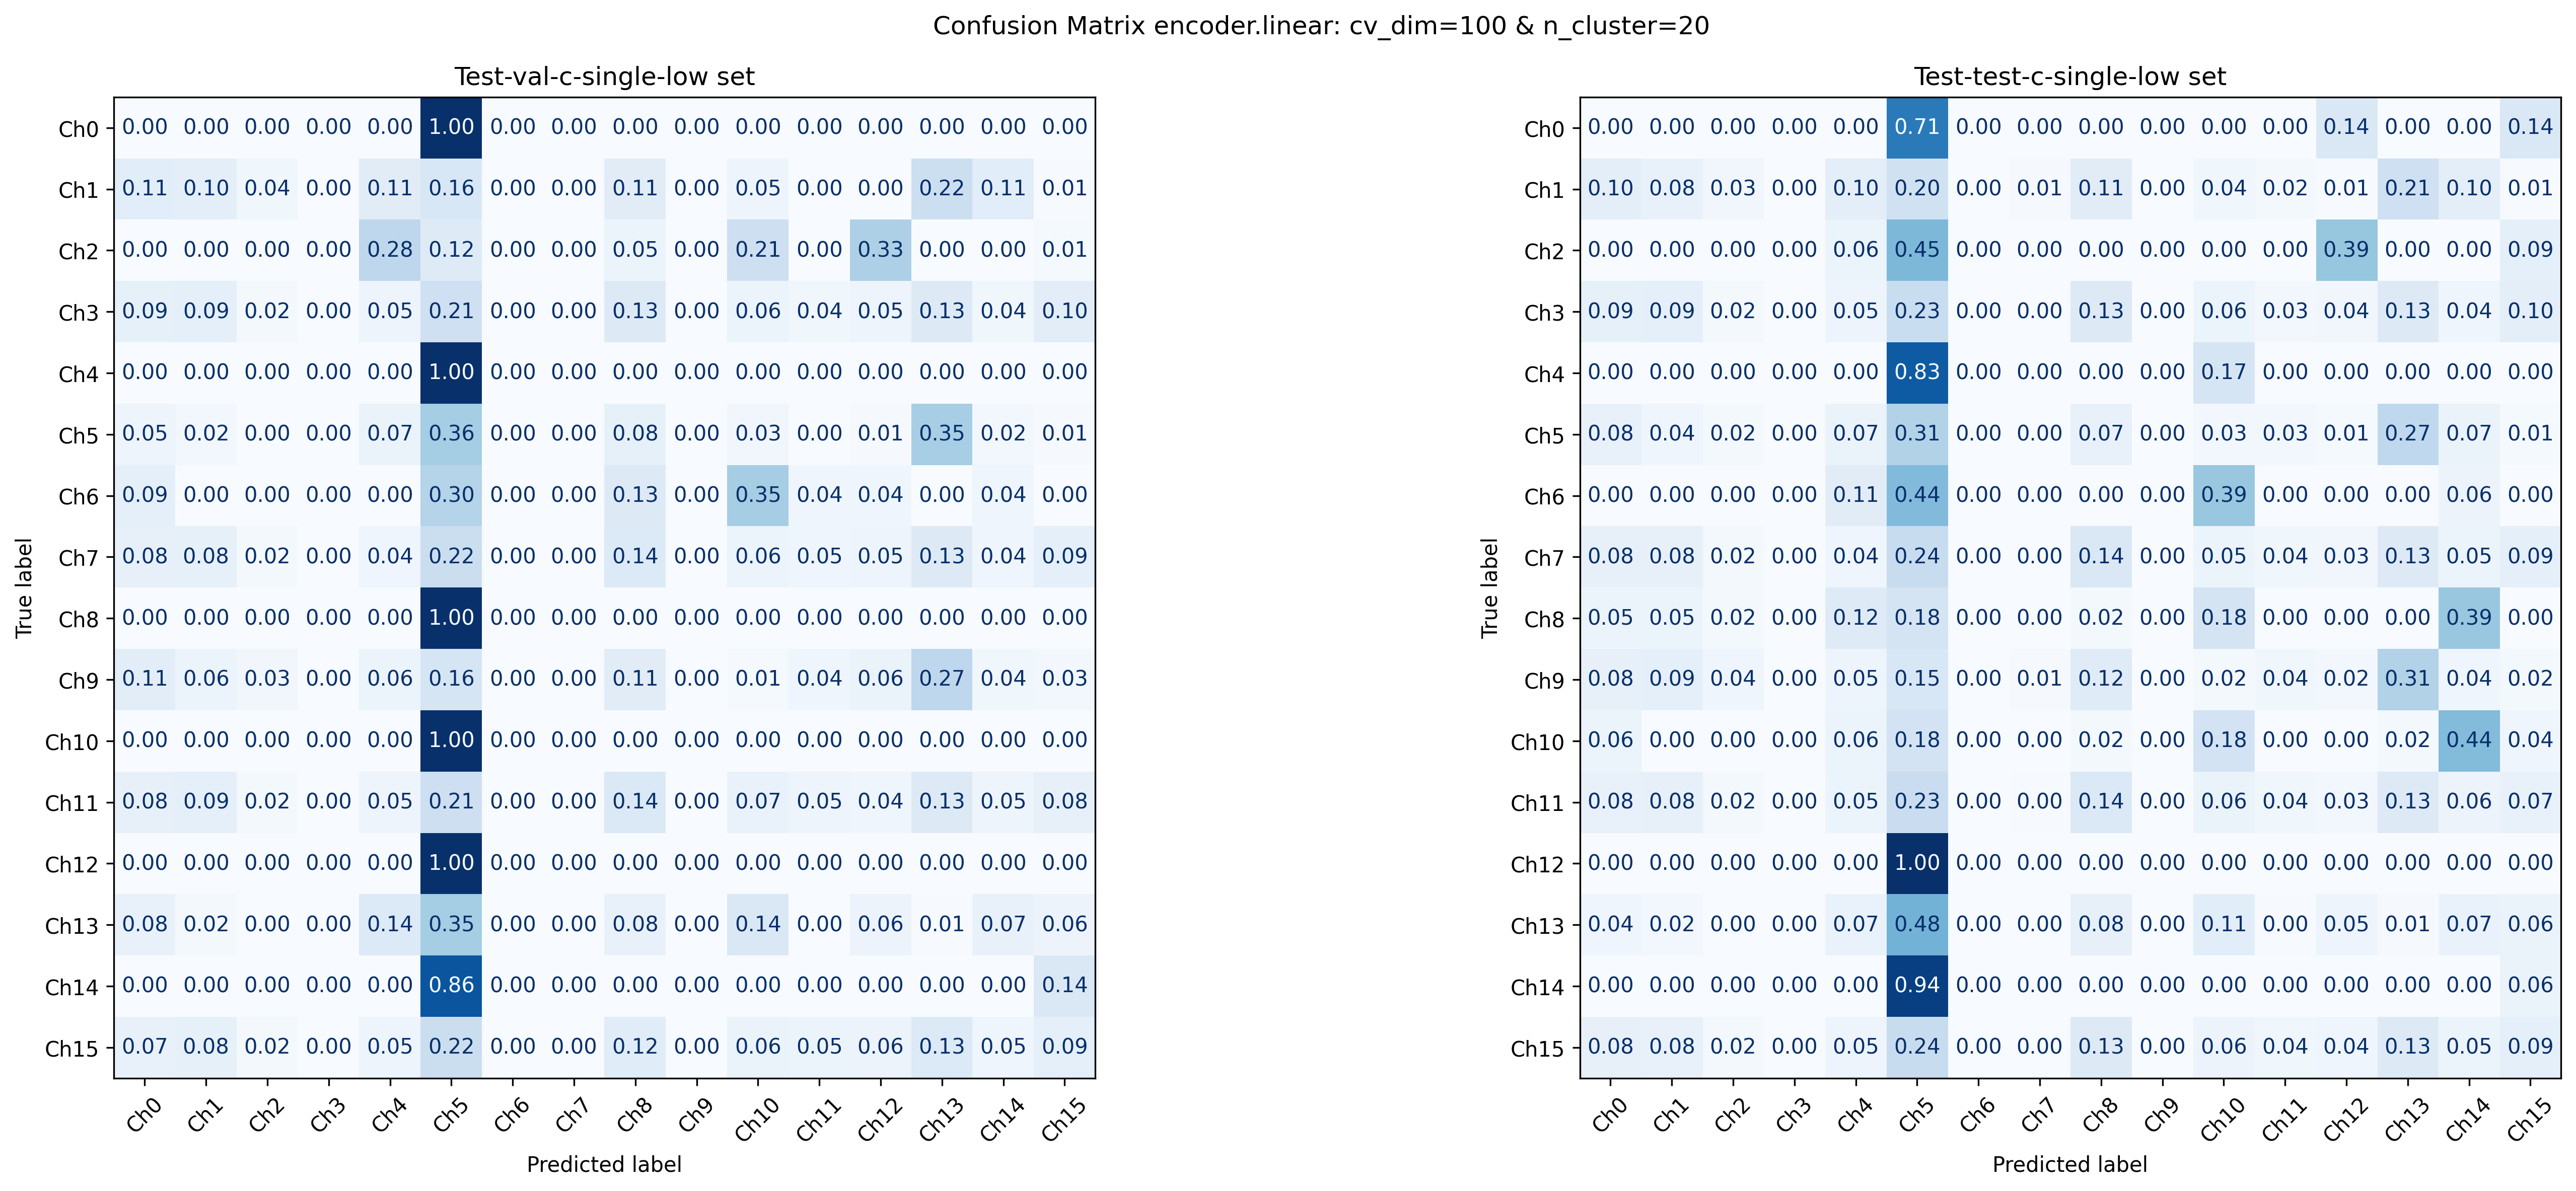 Confusion Matrix encoder.linear: cv_dim=100 & n_cluster=20
Test-val-c-single-low set
Ch0 0.00 0.00 0.00 0.00 0.00 1.00 0.00 0.00 0.00 0.00 0.00 0.00 0.00 0.00 0.00 0.00
Ch1 0.11 0.10 0.04 0.00 0.11 0.16 0.00 0.00 0.11 0.00 0.05 0.00 0.00 0.22 0.11 0.01
Ch2 0.00 0.00 0.00 0.00 0.28 0.12 0.00 0.00 0.05 0.00 0.21 0.00 0.33 0.00 0.00 0.01
Ch3 0.09 0.09 0.02 0.00 0.05 0.21 0.00 0.00 0.13 0.00 0.06 0.04 0.05 0.13 0.04 0.10
Ch4 0.00 0.00 0.00 0.00 0.00 1.00 0.00 0.00 0.00 0.00 0.00 0.00 0.00 0.00 0.00 0.00
Ch5 0.05 0.02 0.00 0.00 0.07 0.36 0.00 0.00 0.08 0.00 0.03 0.00 0.01 0.35 0.02 0.01
Ch6 0.09 0.00 0.00 0.00 0.00 0.30 0.00 0.00 0.13 0.00 0.35 0.04 0.04 0.00 0.04 0.00
Ch7 0.08 0.08 0.02 0.00 0.04 0.22 0.00 0.00 0.14 0.00 0.06 0.05 0.05 0.13 0.04 0.09
Ch8 0.00 0.00 0.00 0.00 0.00 1.00 0.00 0.00 0.00 0.00 0.00 0.00 0.00 0.00 0.00 0.00
Ch9 0.11 0.06 0.03 0.00 0.06 0.16 0.00 0.00 0.11 0.00 0.01 0.04 0.06 0.27 0.04 0.03
Ch10 0.00 0.00 0.00 0.00 0.00 1.00 0.00 0.00 0.00 0.00 0.00 0.00 0.00 0.00 0.00 0.00
Ch11 0.08 0.09 0.02 0.00 0.05 0.21 0.00 0.00 0.14 0.00 0.07 0.05 0.04 0.13 0.05 0.08
Ch12 0.00 0.00 0.00 0.00 0.00 1.00 0.00 0.00 0.00 0.00 0.00 0.00 0.00 0.00 0.00 0.00
Ch13 0.08 0.02 0.00 0.00 0.14 0.35 0.00 0.00 0.08 0.00 0.14 0.00 0.06 0.01 0.07 0.06
Ch14 0.00 0.00 0.00 0.00 0.00 0.86 0.00 0.00 0.00 0.00 0.00 0.00 0.00 0.00 0.00 0.14
Ch15 0.07 0.08 0.02 0.00 0.05 0.22 0.00 0.00 0.12 0.00 0.06 0.05 0.06 0.13 0.05 0.09
Ch0 Ch1 Ch2 Ch3 Ch4 Ch5 Ch6 Ch7 Ch8 Ch9 Ch10 Ch11 Ch12 Ch13 Ch14 Ch15
True label
Predicted label
Test-test-c-single-low set
Ch0 0.00 0.00 0.00 0.00 0.00 0.71 0.00 0.00 0.00 0.00 0.00 0.00 0.14 0.00 0.00 0.14
Ch1 0.10 0.08 0.03 0.00 0.10 0.20 0.00 0.01 0.11 0.00 0.04 0.02 0.01 0.21 0.10 0.01
Ch2 0.00 0.00 0.00 0.00 0.06 0.45 0.00 0.00 0.00 0.00 0.00 0.00 0.39 0.00 0.00 0.09
Ch3 0.09 0.09 0.02 0.00 0.05 0.23 0.00 0.00 0.13 0.00 0.06 0.03 0.04 0.13 0.04 0.10
Ch4 0.00 0.00 0.00 0.00 0.00 0.83 0.00 0.00 0.00 0.00 0.17 0.00 0.00 0.00 0.00 0.00
Ch5 0.08 0.04 0.02 0.00 0.07 0.31 0.00 0.00 0.07 0.00 0.03 0.03 0.01 0.27 0.07 0.01
Ch6 0.00 0.00 0.00 0.00 0.11 0.44 0.00 0.00 0.00 0.00 0.39 0.00 0.00 0.00 0.06 0.00
Ch7 0.08 0.08 0.02 0.00 0.04 0.24 0.00 0.00 0.14 0.00 0.05 0.04 0.03 0.13 0.05 0.09
Ch8 0.05 0.05 0.02 0.00 0.12 0.18 0.00 0.00 0.02 0.00 0.18 0.00 0.00 0.00 0.39 0.00
Ch9 0.08 0.09 0.04 0.00 0.05 0.15 0.00 0.01 0.12 0.00 0.02 0.04 0.02 0.31 0.04 0.02
Ch10 0.06 0.00 0.00 0.00 0.06 0.18 0.00 0.00 0.02 0.00 0.18 0.00 0.00 0.02 0.44 0.04
Ch11 0.08 0.08 0.02 0.00 0.05 0.23 0.00 0.00 0.14 0.00 0.06 0.04 0.03 0.13 0.06 0.07
Ch12 0.00 0.00 0.00 0.00 0.00 1.00 0.00 0.00 0.00 0.00 0.00 0.00 0.00 0.00 0.00 0.00
Ch13 0.04 0.02 0.00 0.00 0.07 0.48 0.00 0.00 0.08 0.00 0.11 0.00 0.05 0.01 0.07 0.06
Ch14 0.00 0.00 0.00 0.00 0.00 0.94 0.00 0.00 0.00 0.00 0.00 0.00 0.00 0.00 0.00 0.06
Ch15 0.08 0.08 0.02 0.00 0.05 0.24 0.00 0.00 0.13 0.00 0.06 0.04 0.04 0.13 0.05 0.09
Ch0 Ch1 Ch2 Ch3 Ch4 Ch5 Ch6 Ch7 Ch8 Ch9 Ch10 Ch11 Ch12 Ch13 Ch14 Ch15
True label
Predicted label